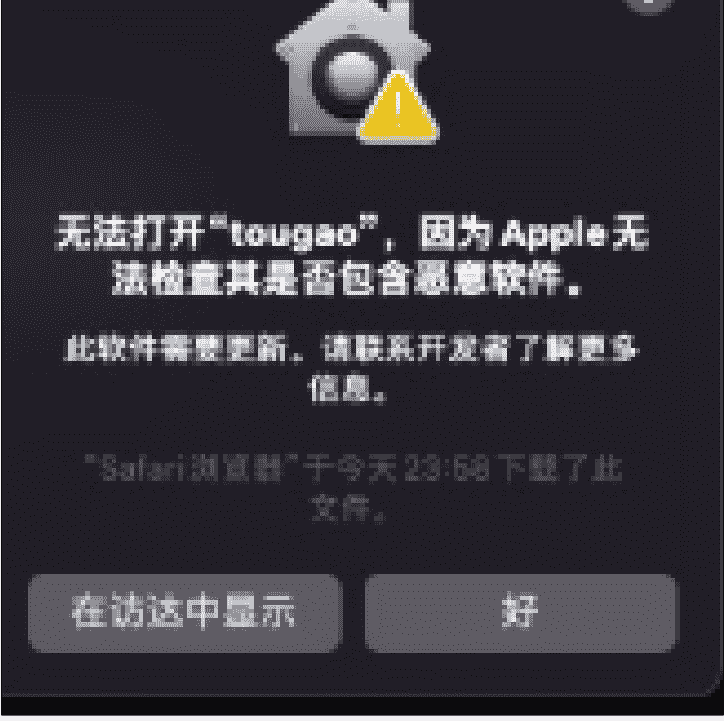 无法打开“tougao”，因为 Apple 无
法检查其是否包含恶意软件。
此软件需要更新。请联系开发者了解更多
信息。
“Safari浏览器”于今天 23:58 下载了此
文件。
在访达中显示
好